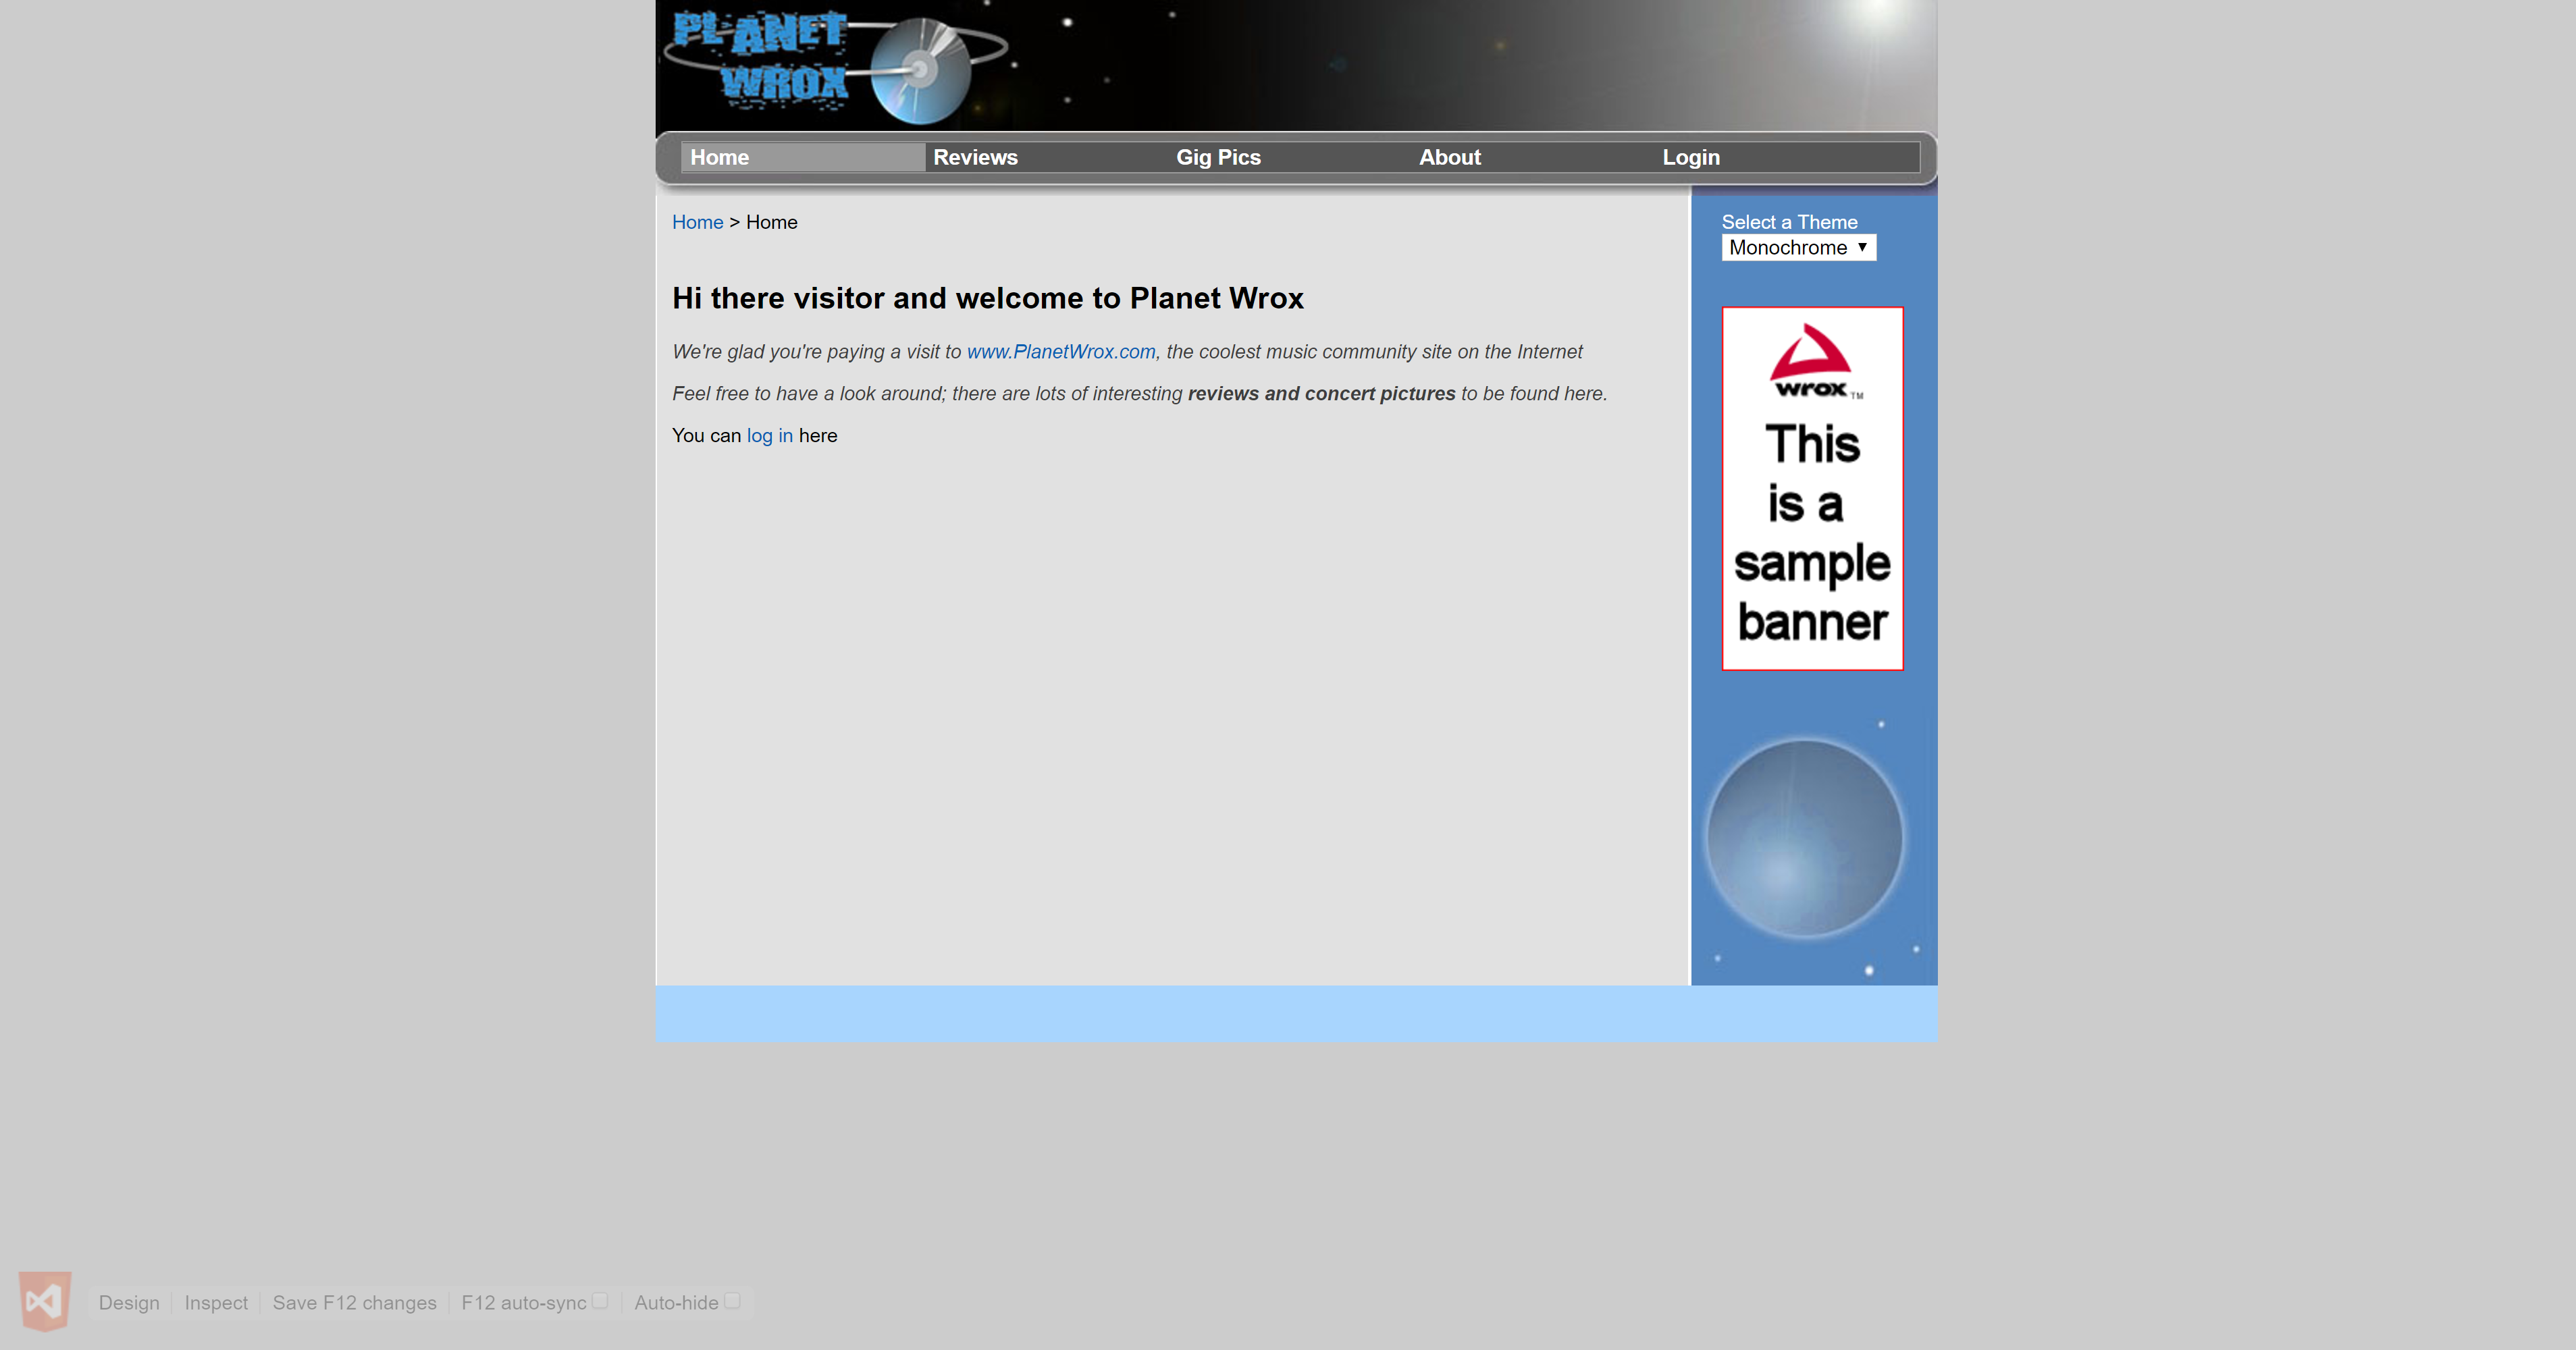 PLANET
WROX
Home Reviews Gig Pics About Login
Home > Home
Select a Theme
Monochrome ▼
Hi there visitor and welcome to Planet Wrox
We're glad you're paying a visit to www.PlanetWrox.com, the coolest music community site on the Internet
Feel free to have a look around; there are lots of interesting reviews and concert pictures to be found here.
You can log in here
wrox™
This
is a
sample
banner
Design Inspect Save F12 changes F12 auto-sync Auto-hide